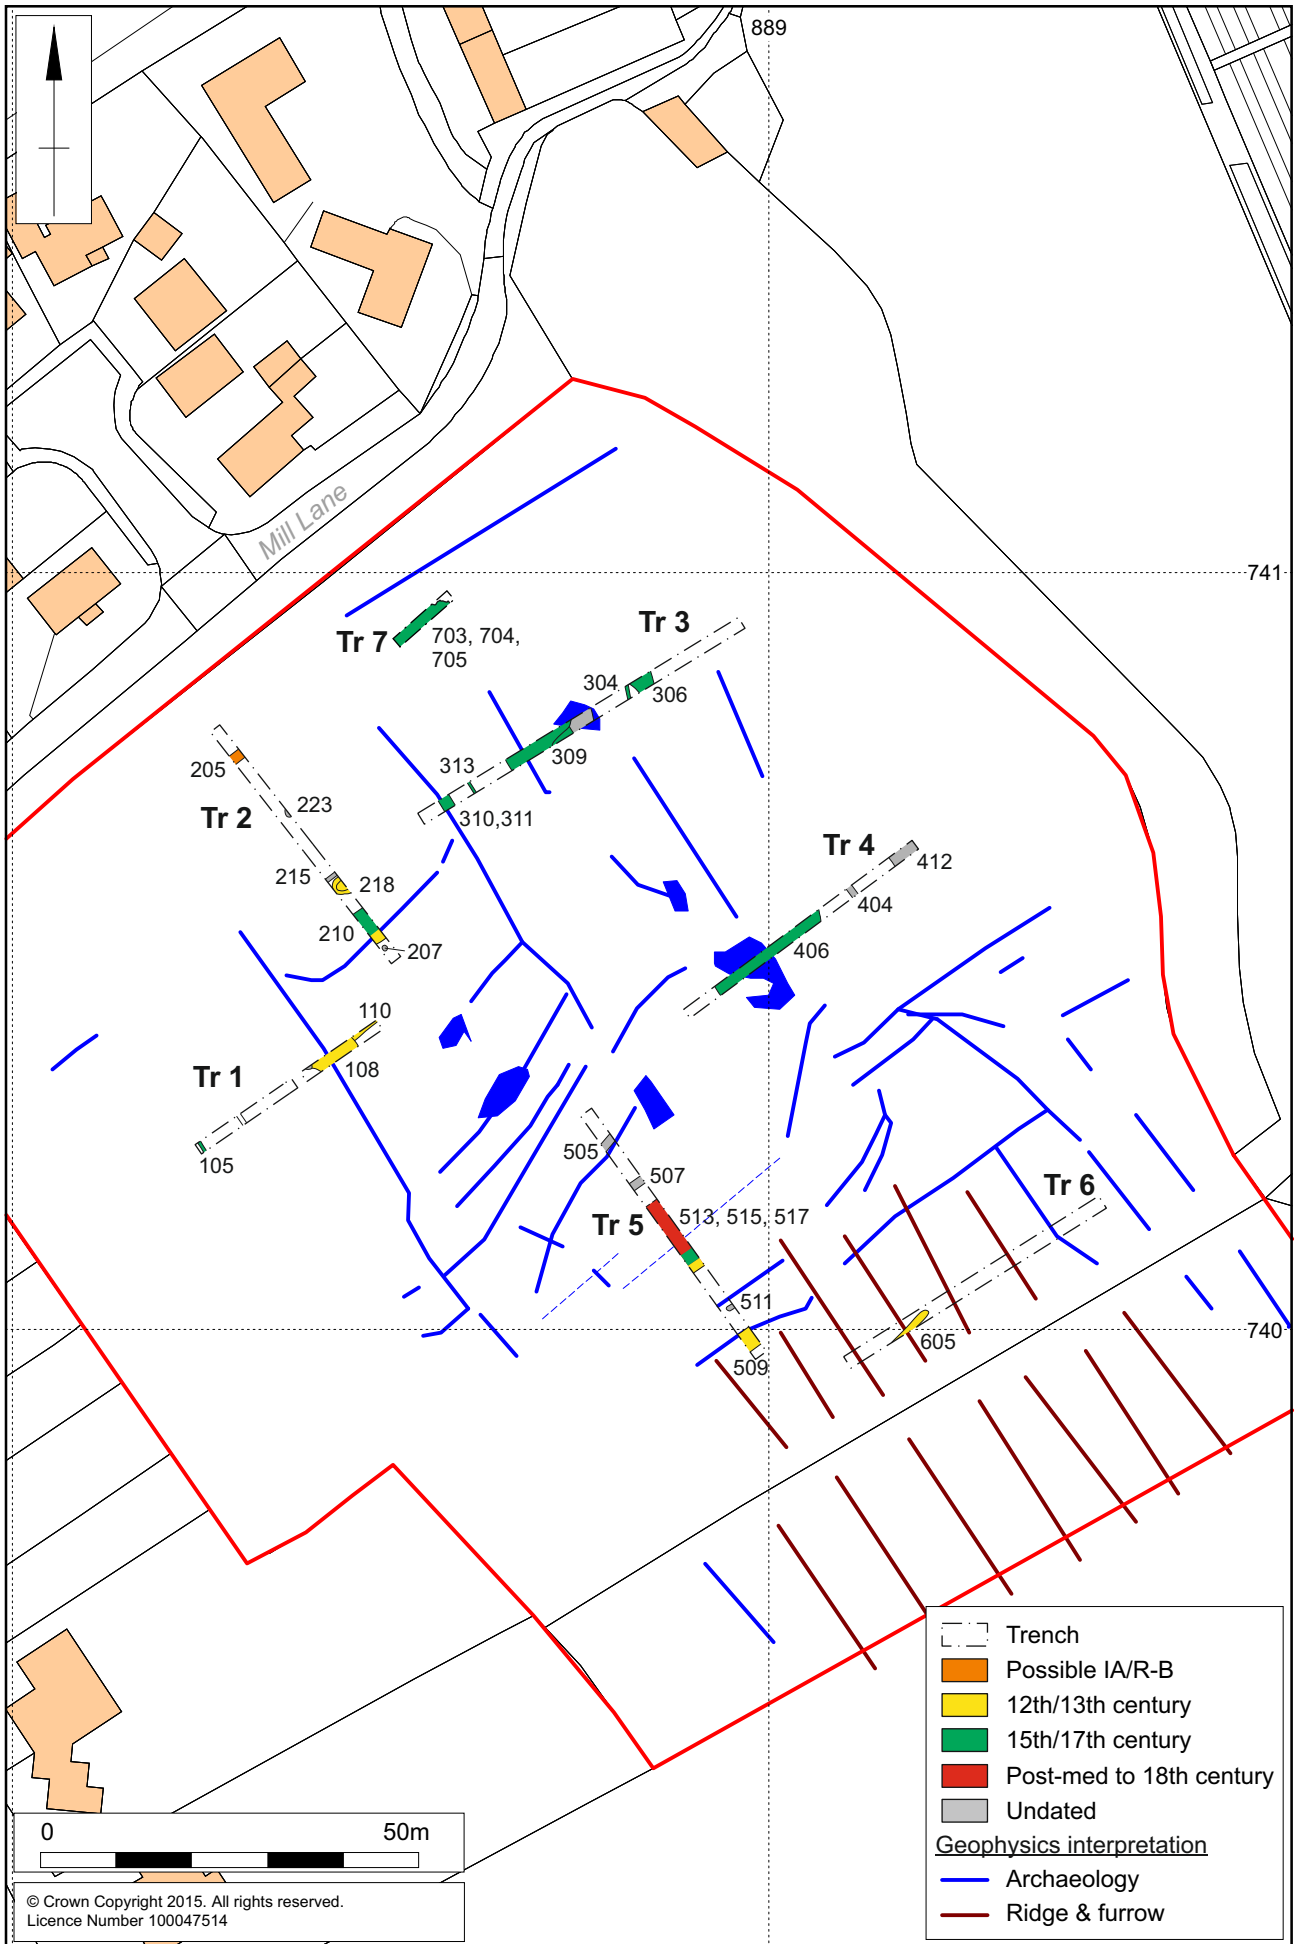 889
Mill Lane
741
Tr 7
703, 704,
705
Tr 3
304
306
309
313
310,311
205
Tr 2
223
215
218
210
207
Tr 4
412
404
406
110
108
Tr 1
105
505
507
Tr 5
513, 515, 517
511
509
Tr 6
605
740
Trench
Possible IA/R-B
12th/13th century
15th/17th century
Post-med to 18th century
Undated
Geophysics interpretation
Archaeology
Ridge & furrow
0 50m
© Crown Copyright 2015. All rights reserved.
Licence Number 100047514